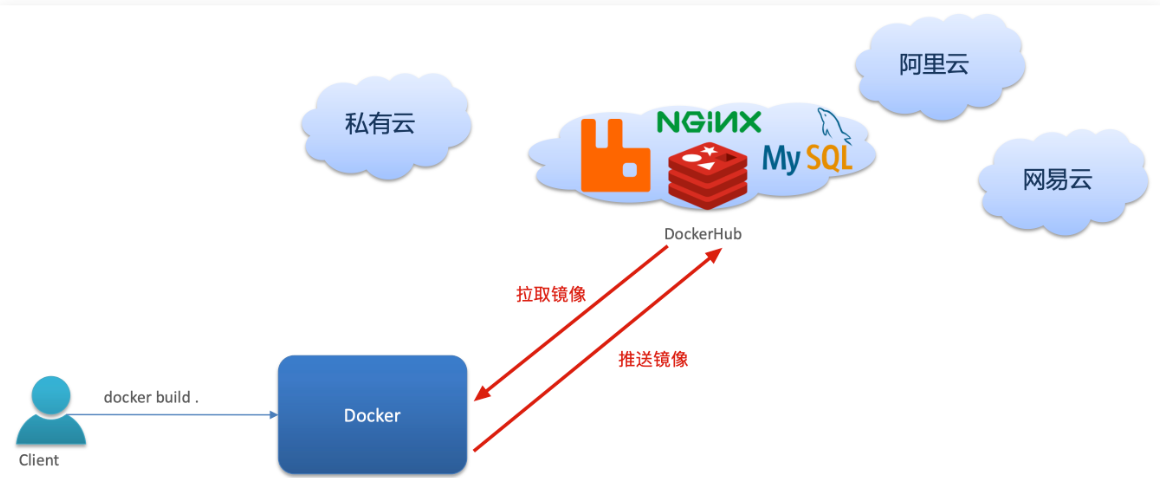 阿里云
私有云
NGINX
MySQL
网易云
DockerHub
拉取镜像
推送镜像
docker build .
Docker
Client